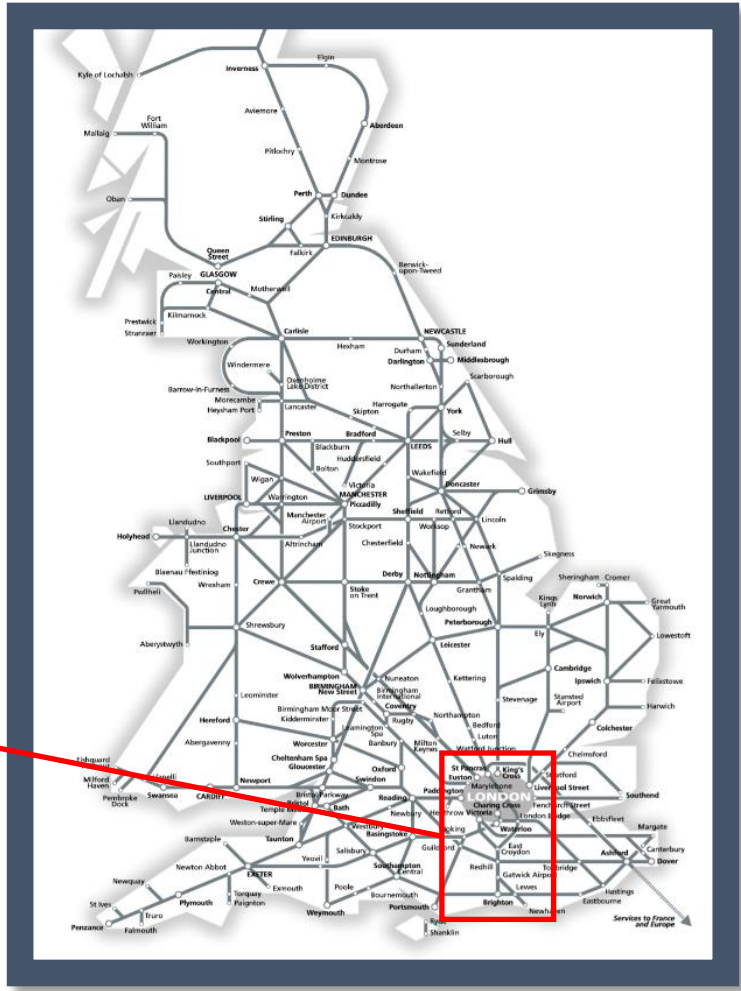 Kyle of Lochalsh
Inverness
Elgin
Aviemore
Fort
William
Mallaig
Aberdeen
Pitlochry
Montrose
Oban
Perth
Dundee
Kirkcaldy
Stirling
Falkirk
EDINBURGH
Queen
Street
GLASGOW
Central
Paisley
Motherwell
Berwick-
upon-Tweed
Prestwick
Stranraer
Kilmarnock
Carlisle
Workington
Hexham
NEWCASTLE
Sunderland
Durham
Darlington
Middlesbrough
Windermere
Oxenholme
Lake District
Northallerton
Scarborough
Barrow-in-Furness
Morecambe
Heysham Port
Lancaster
Skipton
Harrogate
York
Blackpool
Preston
Blackburn
Bradford
LEEDS
Selby
Hull
Southport
Bolton
Huddersfield
Wakefield
Wigan
Victoria
MANCHESTER
Piccadilly
Doncaster
Grimsby
LIVERPOOL
Warrington
Manchester
Airport
Stockport
Sheffield
Retford
Worksop
Lincoln
Holyhead
Llandudno
Llandudno
Junction
Chester
Altrincham
Chesterfield
Newark
Skegness
Blaenau Ffestiniog
Pwllheli
Wrexham
Crewe
Stoke
on Trent
Derby
Nottingham
Grantham
Spalding
Sheringham
Cromer
Kings
Lynn
Norwich
Great
Yarmouth
Loughborough
Peterborough
Ely
Lowestoft
Aberystwyth
Shrewsbury
Stafford
Leicester
Wolverhampton
BIRMINGHAM
New Street
Nuneaton
Birmingham
International
Kettering
Cambridge
Ipswich
Felixstowe
Stansted
Airport
Stevenage
Harwich
Leominster
Birmingham Moor Street
Kidderminster
Coventry
Rugby
Northampton
Bedford
Colchester
Hereford
Leamington
Spa
Luton
Abergavenny
Worcester
Banbury
Milton
Keynes
Watford Junction
Chelmsford
Cheltenham Spa
Gloucester
Oxford
Swindon
St Pancras
Euston
King's
Cross
Stratford
Fishguard
Milford
Haven
Pembroke
Dock
Llanelli
Swansea
CARDIFF
Newport
Bristol Parkway
Bristol
Temple Meads
Bath
Reading
Paddington
Marylebone
LONDON
Liverpool Street
Fenchurch Street
Southend
Charing Cross
London Bridge
Heathrow
Victoria
Waterloo
Ebbsfleet
Margate
Weston-super-Mare
Newbury
Westbury
Basingstoke
Woking
Guildford
East
Croydon
Canterbury
Barnstaple
Taunton
Yeovil
Salisbury
Redhill
Tonbridge
Ashford
Dover
Newton Abbot
EXETER
Exmouth
Southampton
Central
Gatwick Airport
Newquay
Torquay
Paignton
Poole
Bournemouth
Lewes
Hastings
Eastbourne
St Ives
Truro
Plymouth
Weymouth
Portsmouth
Brighton
Newhaven
Penzance
Falmouth
Ryde
Shanklin
Services to France
and Europe